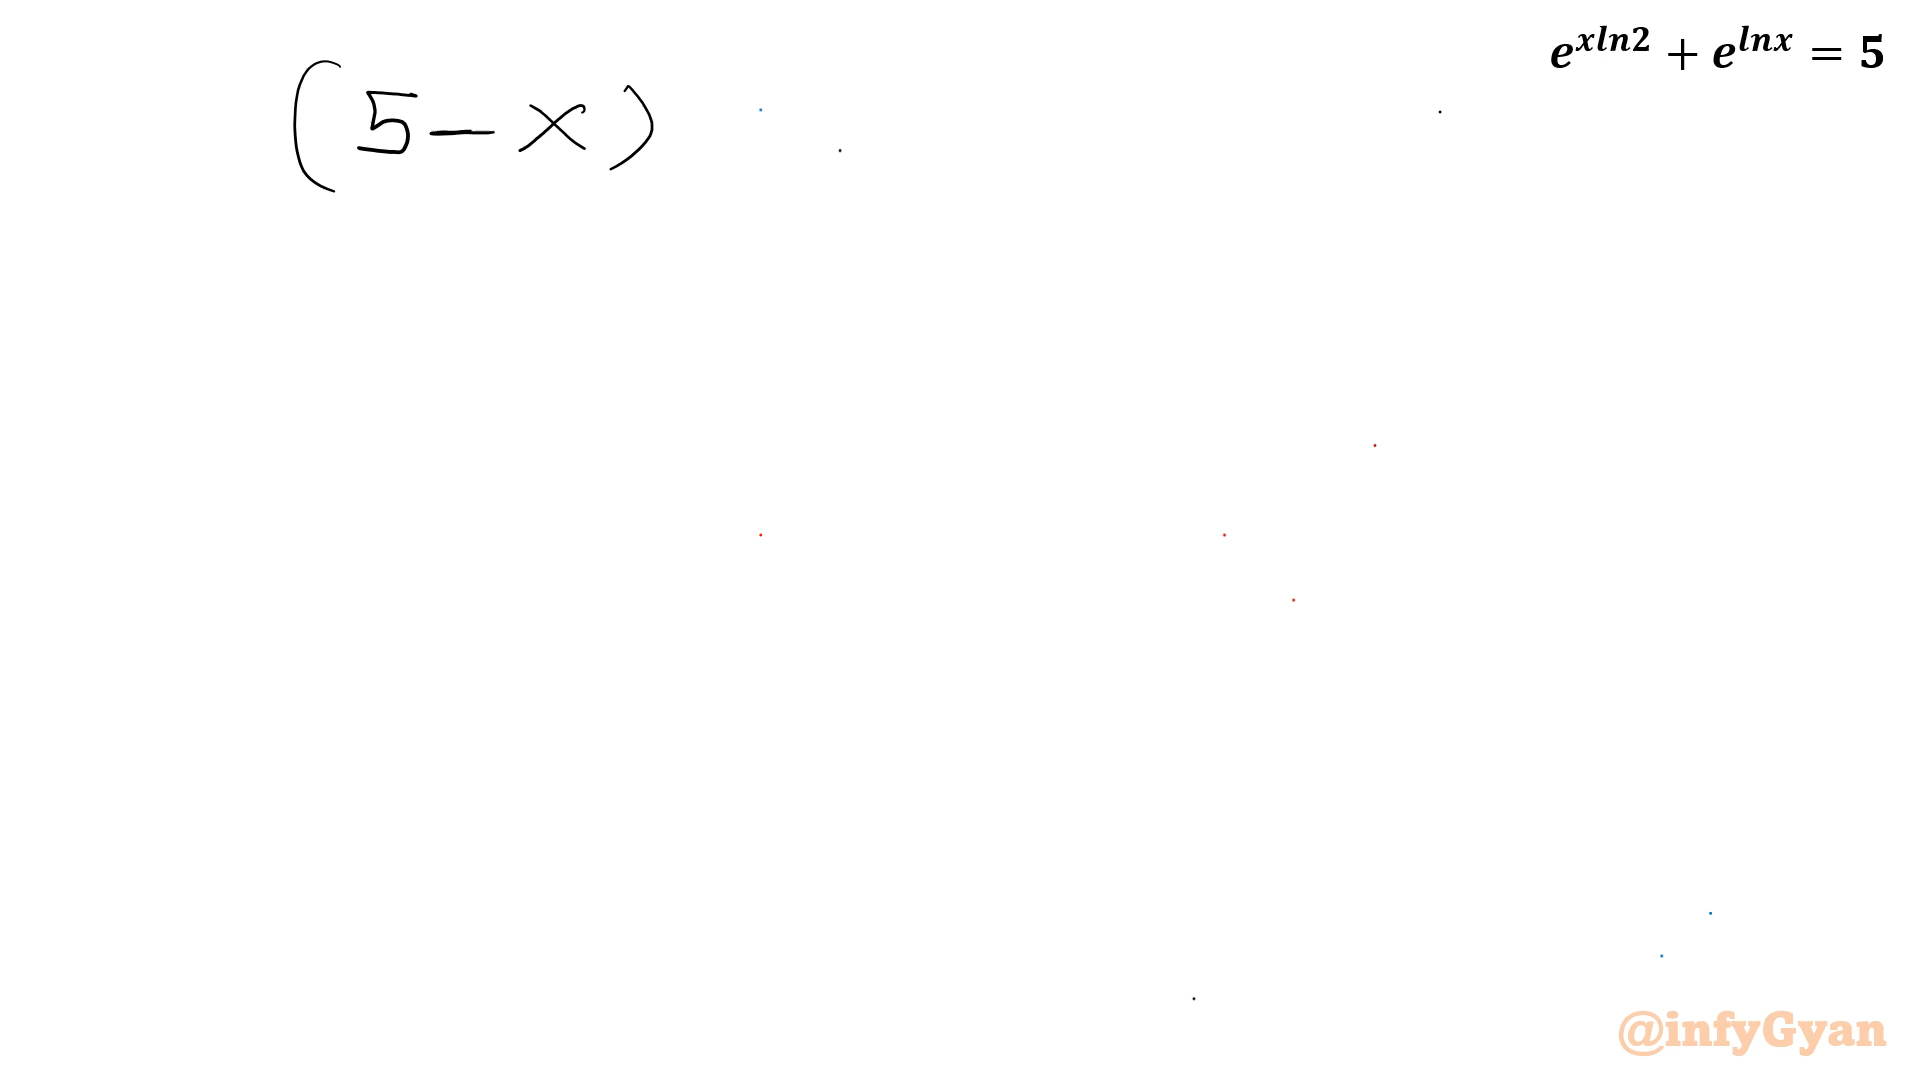 e^{xln2} + e^{lnx} = 5
(5 – x)
@infyGyan